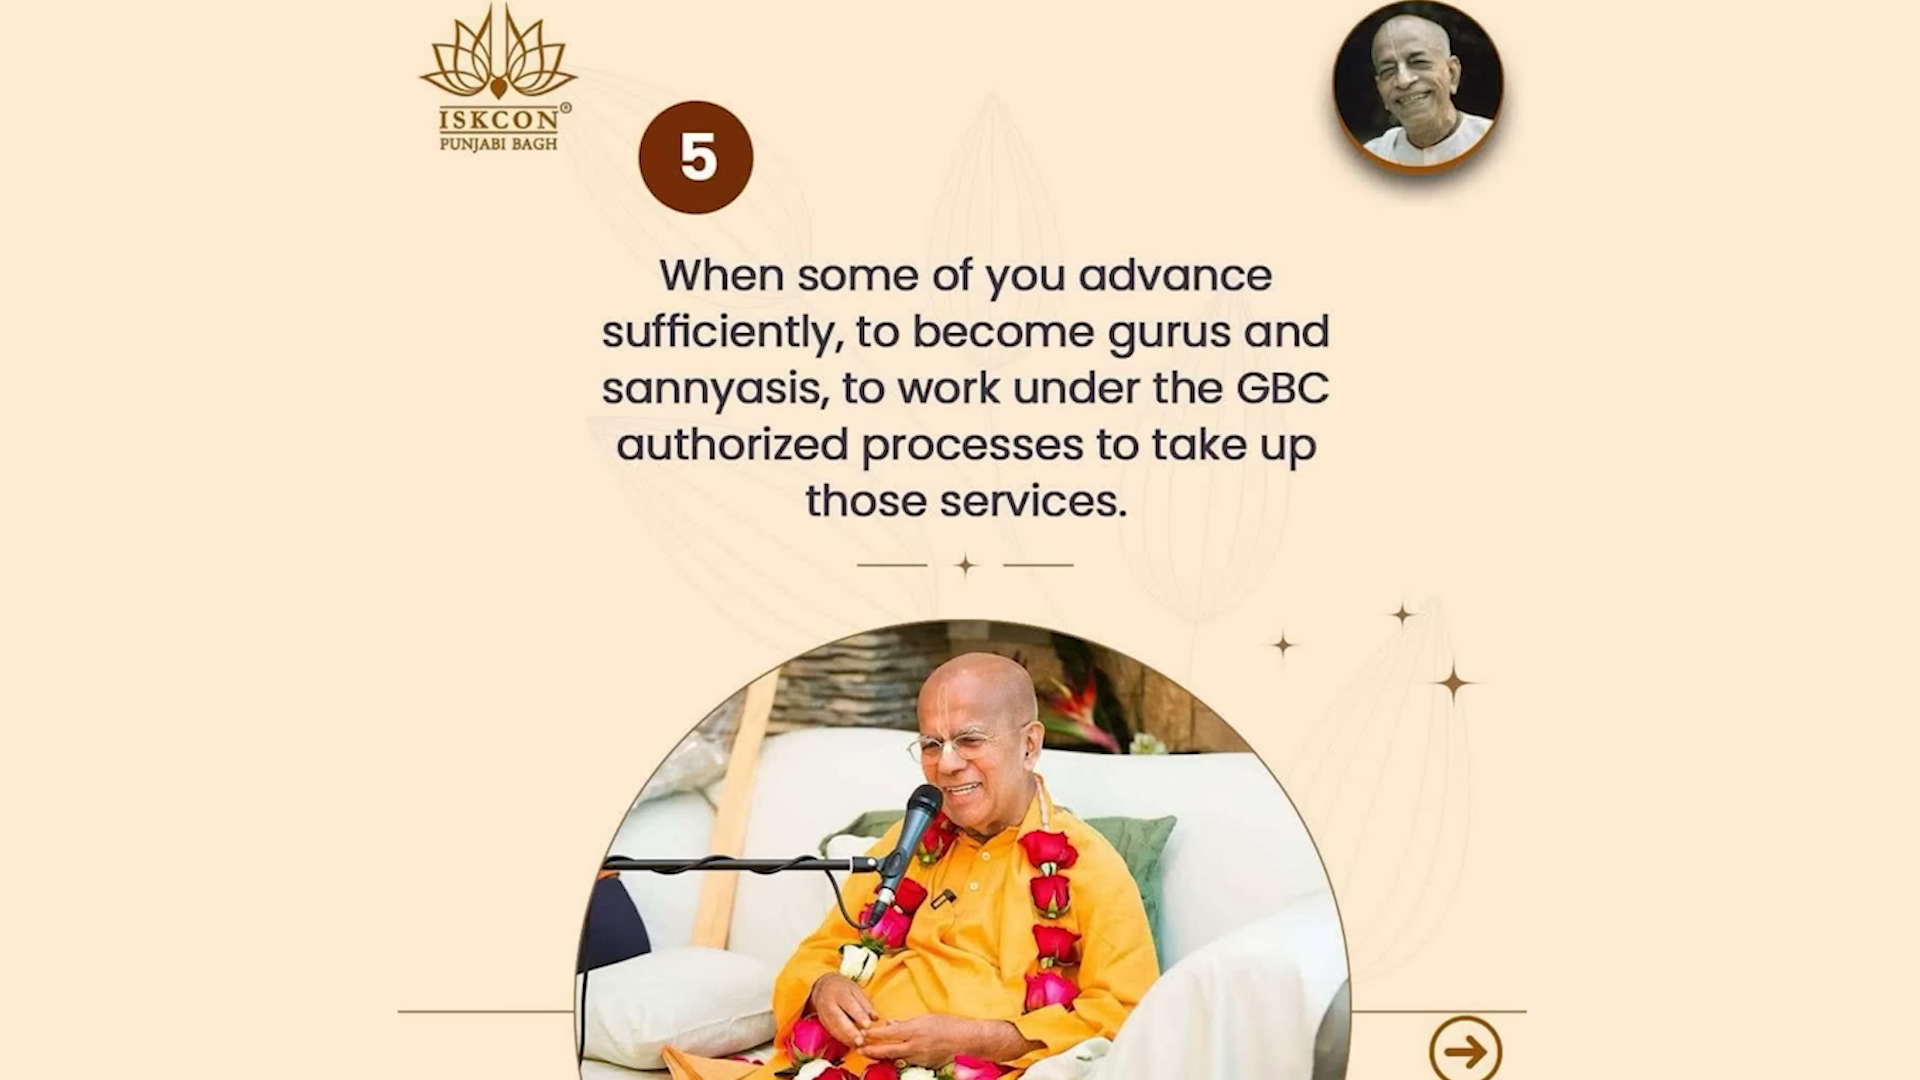 ISKCON®
PUNJABI BAGH
5
When some of you advance
sufficiently, to become gurus and
sannyasis, to work under the GBC
authorized processes to take up
those services.